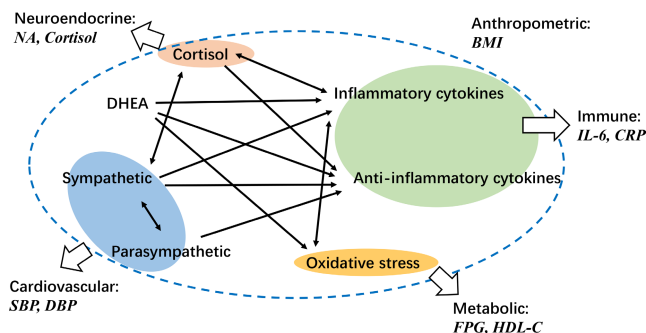 Neuroendocrine:
NA, Cortisol
Anthropometric:
BMI
Cortisol
Inflammatory cytokines
DHEA
Immune:
IL-6, CRP
Sympathetic
Anti-inflammatory cytokines
Parasympathetic
Oxidative stress
Cardiovascular:
SBP, DBP
Metabolic:
FPG, HDL-C